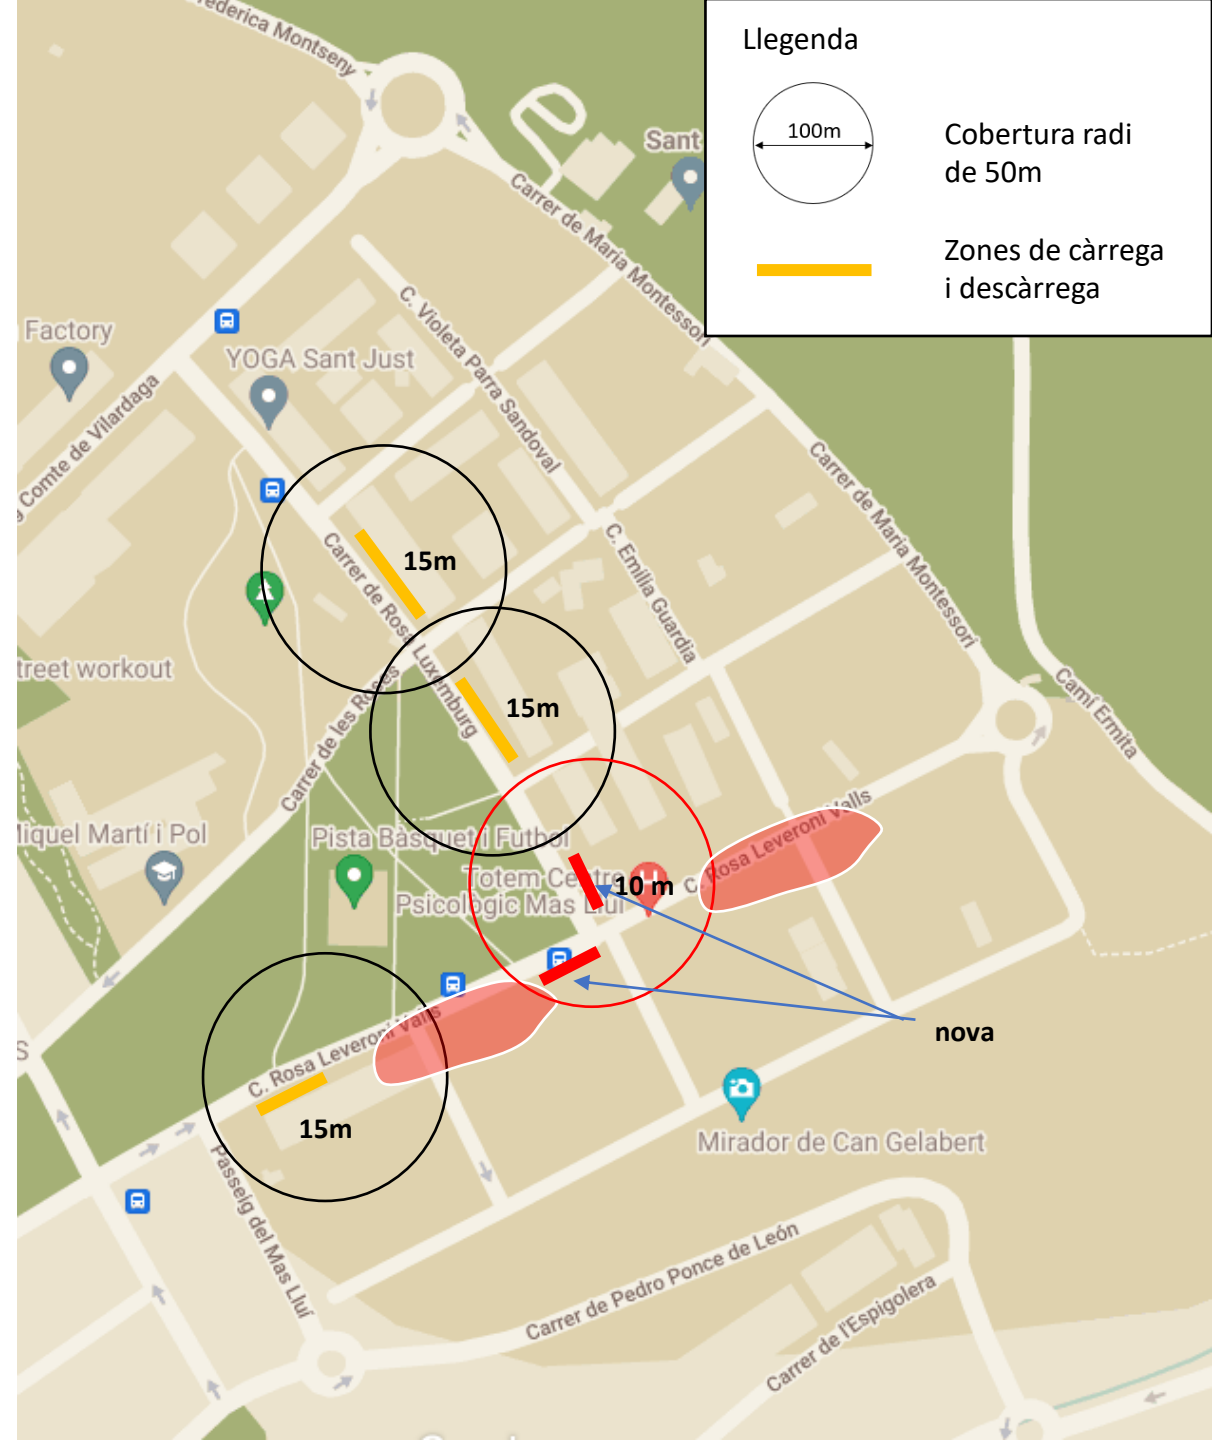 Llegenda
100m
Cobertura radi
de 50m
Zones de càrrega
i descàrrega
Federica Montseny
Sant
Carrer de Maria Montessori
C. Violeta Parra Sandoval
Factory
YOGA Sant Just
Comte de Vilardaga
Carrer de Maria Montessori
C. Emilia Guardia
15m
Carrer de Rosa Luxemburg
treet workout
Carrer de les Roses
15m
Camí Ermita
Miquel Martí i Pol
Pista Bàsquet i Futbol
C. Rosa Leveroni Valls
Totem Centre
Psicològic Mas Lluí
10 m
H
nova
C. Rosa Leveroni Valls
15m
S
Mirador de Can Gelabert
Passeig del Mas Lluí
Carrer de Pedro Ponce de León
Carrer de l'Espigolera